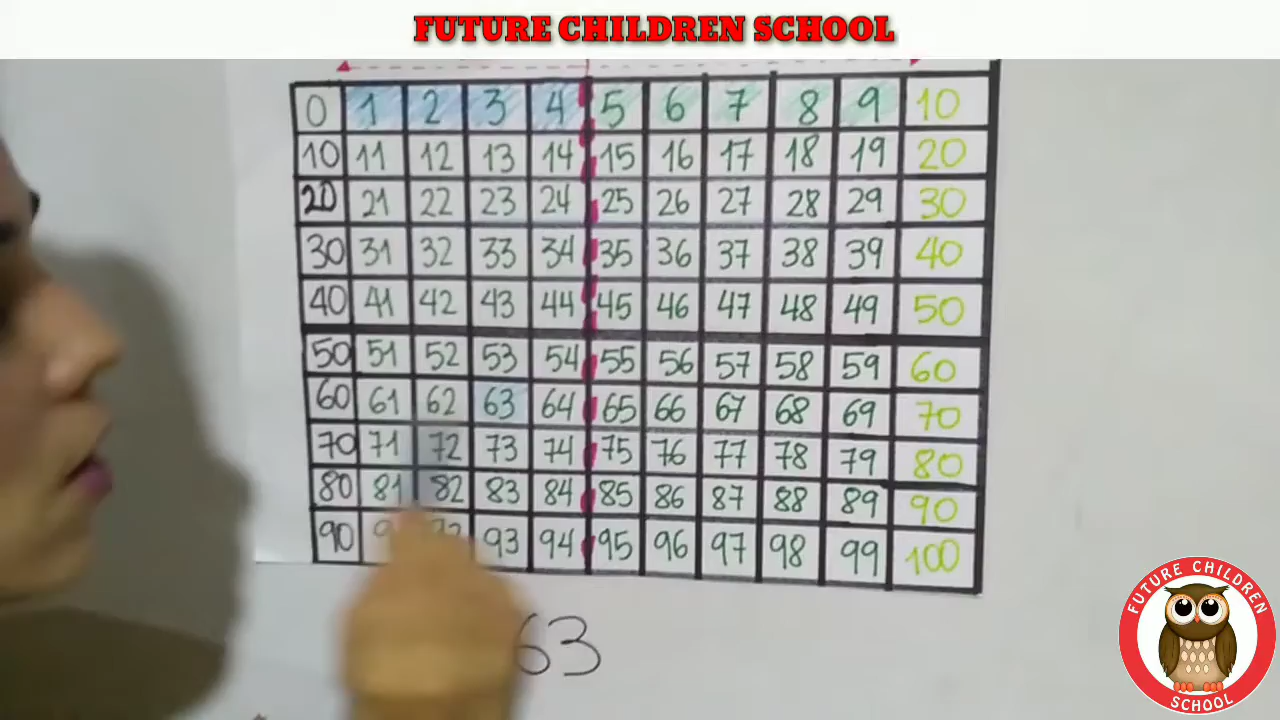 FUTURE CHILDREN SCHOOL
0 1 2 3 4 5 6 7 8 9 10
10 11 12 13 14 15 16 17 18 19 20
20 21 22 23 24 25 26 27 28 29 30
30 31 32 33 34 35 36 37 38 39 40
40 41 42 43 44 45 46 47 48 49 50
50 51 52 53 54 55 56 57 58 59 60
60 61 62 63 64 65 66 67 68 69 70
70 71 72 73 74 75 76 77 78 79 80
80 81 82 83 84 85 86 87 88 89 90
90 93 94 95 96 97 98 99 100
63
FUTURE CHILDREN
SCHOOL